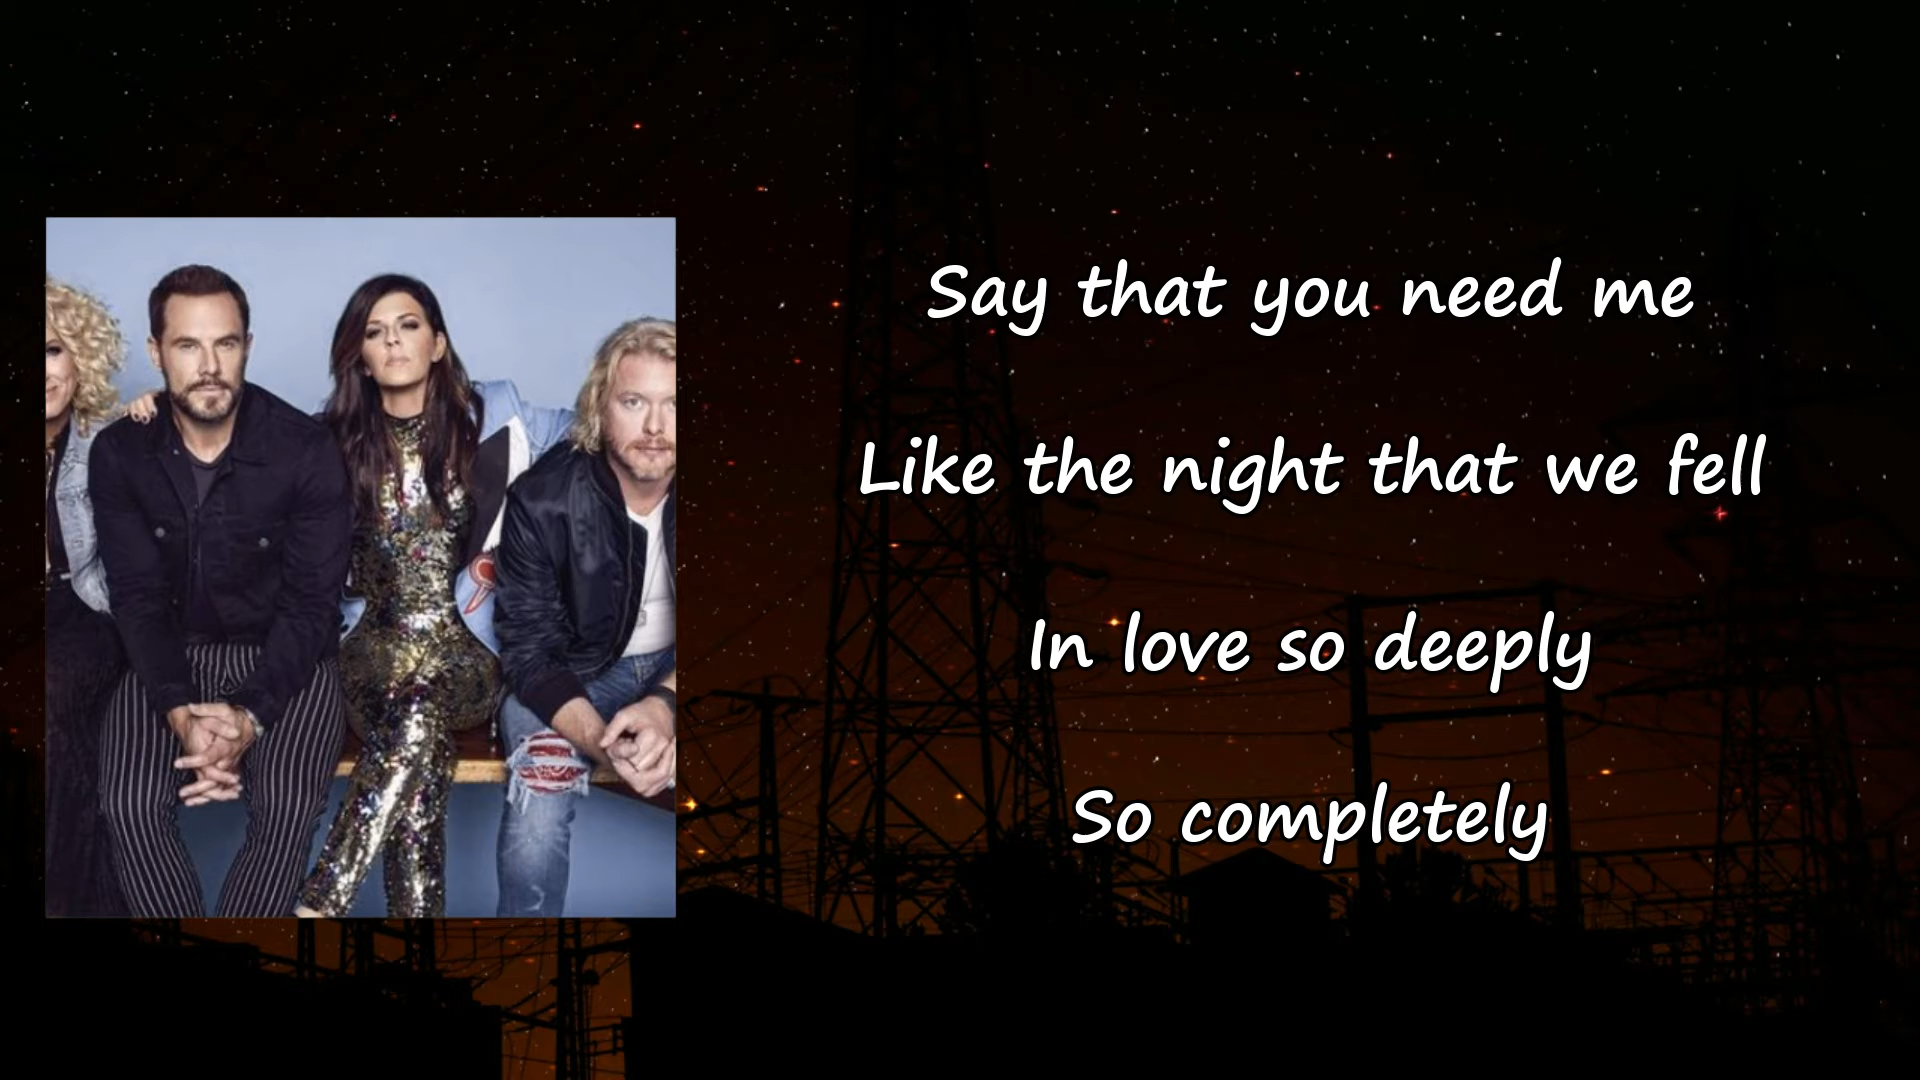 Say that you need me
Like the night that we fell
In love so deeply
So completely